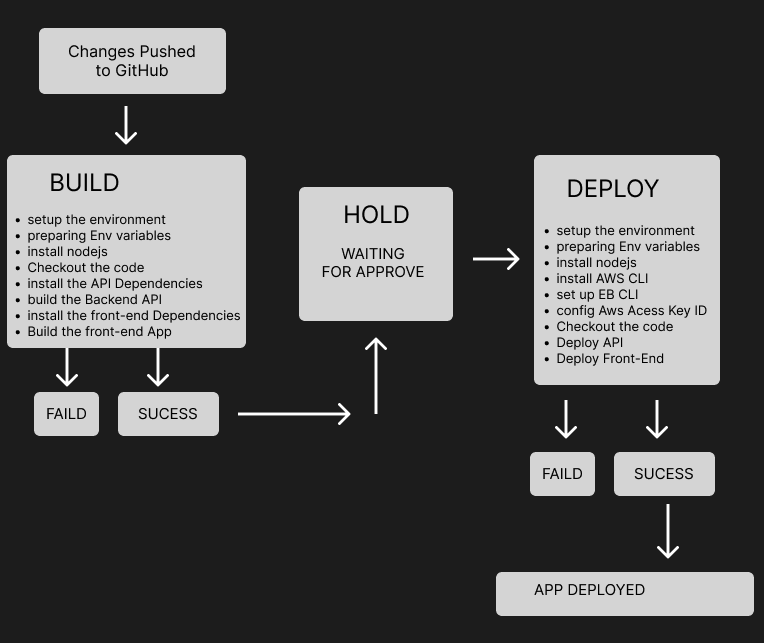 Changes Pushed
to GitHub
BUILD
• setup the environment
• preparing Env variables
• install nodejs
• Checkout the code
• install the API Dependencies
• build the Backend API
• install the front-end Dependencies
• Build the front-end App
FAILD
SUCESS
HOLD
WAITING
FOR APPROVE
DEPLOY
• setup the environment
• preparing Env variables
• install nodejs
• install AWS CLI
• set up EB CLI
• config Aws Acess Key ID
• Checkout the code
• Deploy API
• Deploy Front-End
FAILD
SUCESS
APP DEPLOYED